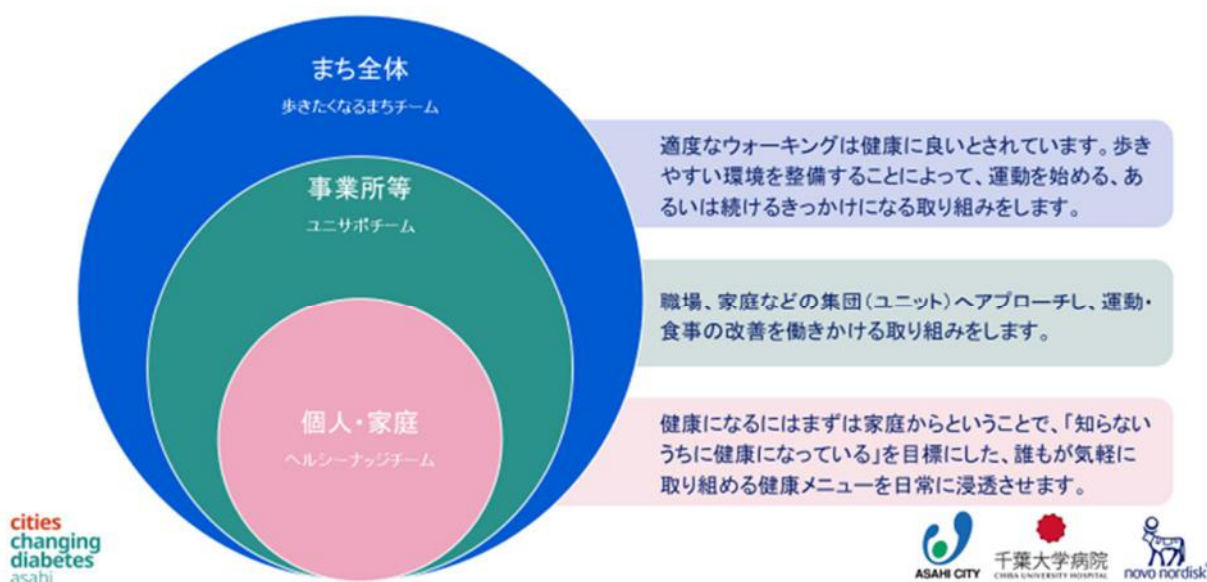 まち全体
歩きたくなるまちチーム
適度なウォーキングは健康に良いとされています。歩き
やすい環境を整備することによって、運動を始める、あ
るいは続けるきっかけになる取り組みをします。
事業所等
ユニサポチーム
職場、家庭などの集団(ユニット)へアプローチし、運動・
食事の改善を働きかける取り組みをします。
個人・家庭
ヘルシーナッジチーム
健康になるにはまずは家庭からということで、「知らない
うちに健康になっている」を目標にした、誰もが気軽に
取り組める健康メニューを日常に浸透させます。
cities
changing
diabetes
asahi
ASAHI CITY
千葉大学病院
CHIBA UNIVERSITY HOSPITAL
novo nordisk